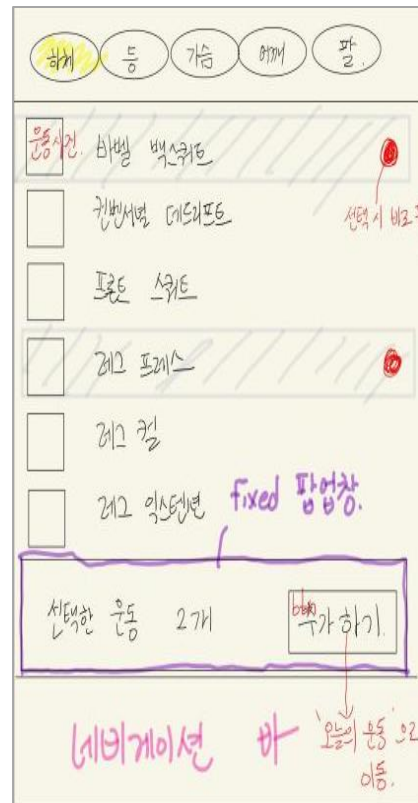 하체 등 가슴 어깨 팔.
운동사진. 바벨 백스쿼트
컨벤셔널 데드리프트
선택 시 바로
프론트 스쿼트
레그 프레스
레그 컬
레그 익스텐션
fixed 팝업창.
선택한 운동 2개
추가하기
네비게이션 바
'오늘의 운동'으로
이동.